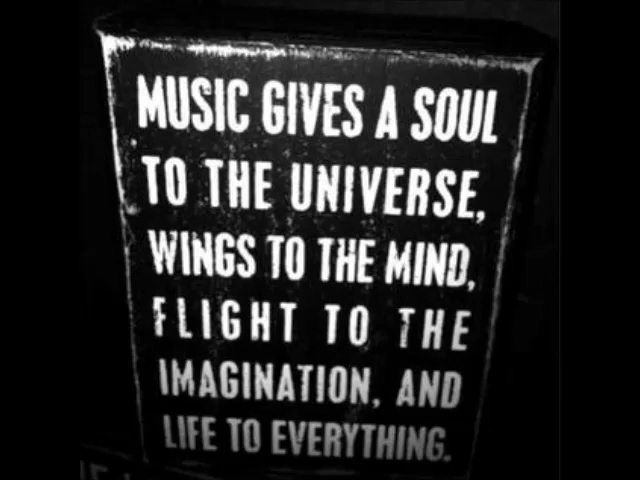 MUSIC GIVES A SOUL
TO THE UNIVERSE,
WINGS TO THE MIND,
FLIGHT TO THE
IMAGINATION, AND
LIFE TO EVERYTHING.